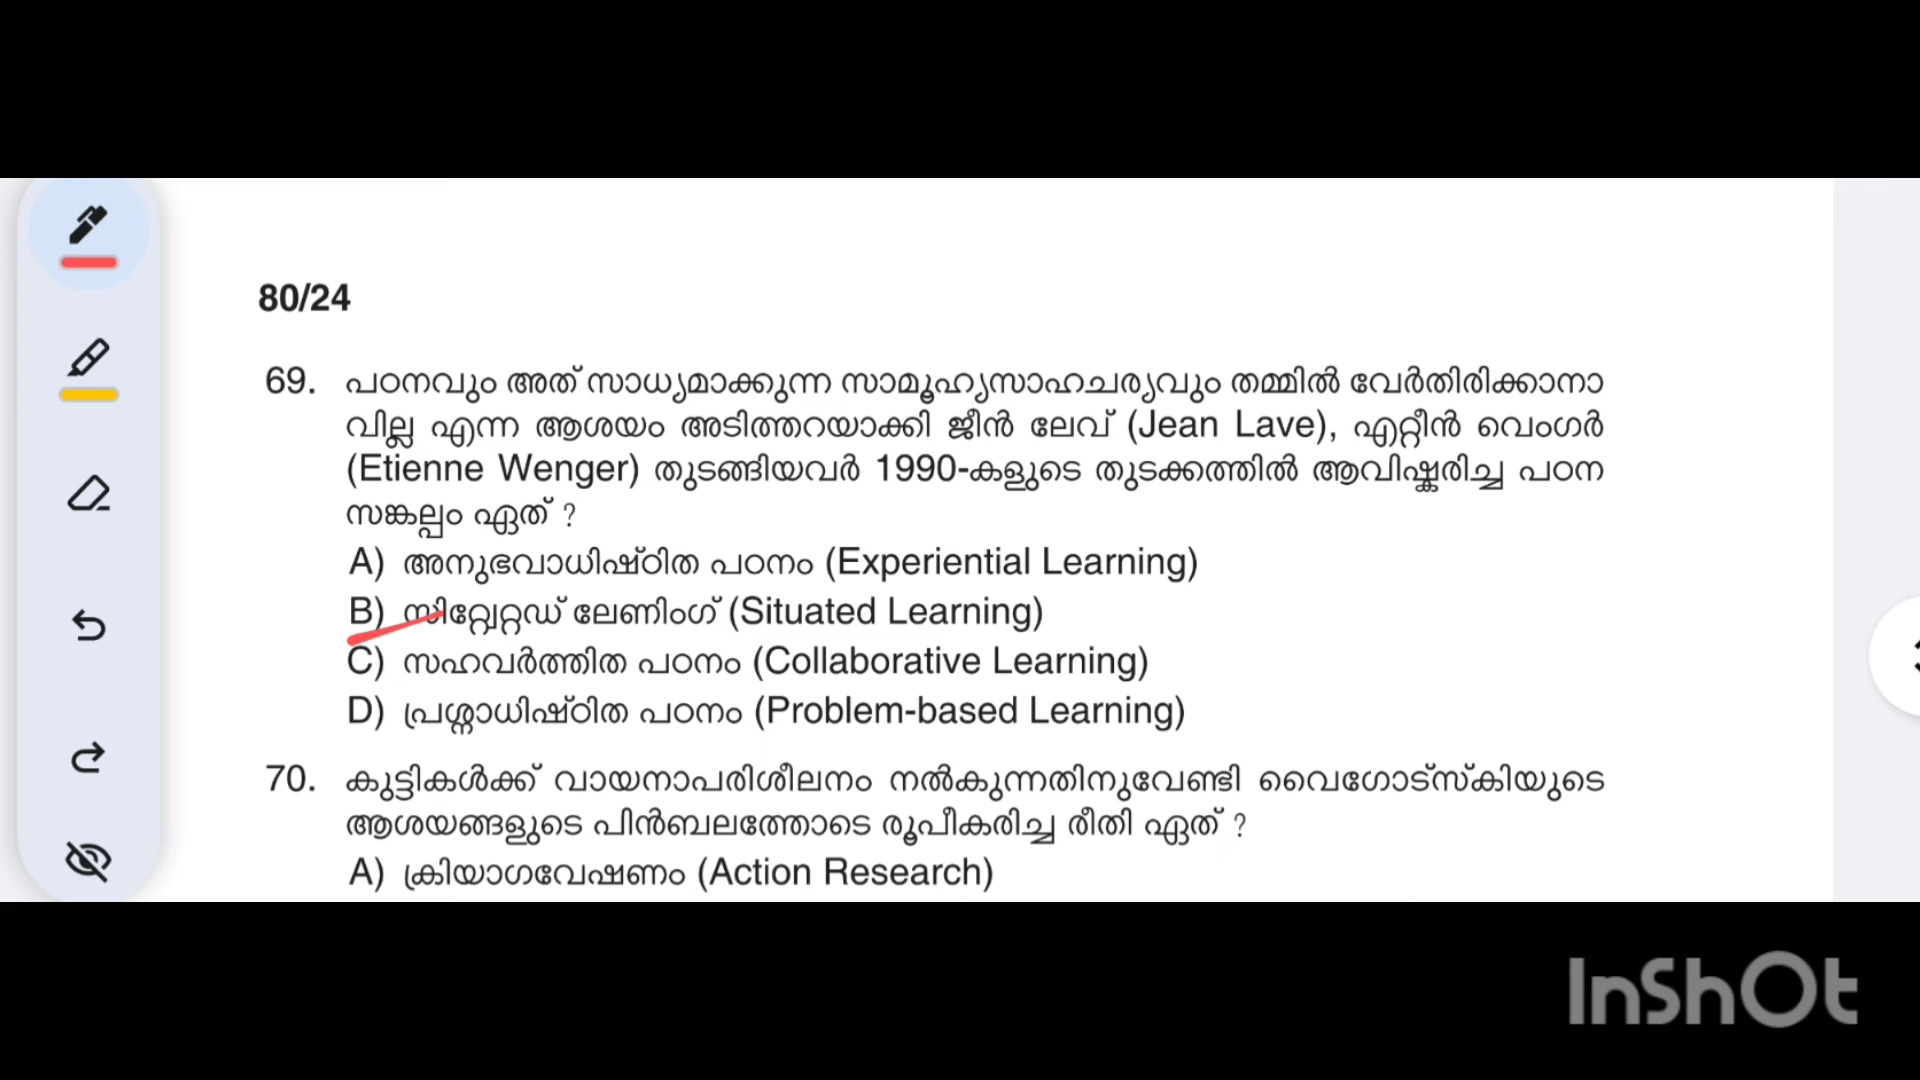 80/24
69. പഠനവും അത് സാധ്യമാക്കുന്ന സാമൂഹ്യസാഹചര്യവും തമ്മിൽ വേർതിരിക്കാനാ
വില്ല എന്ന ആശയം അടിത്തറയാക്കി ജീൻ ലേവ് (Jean Lave), എറ്റീൻ വെംഗർ
(Etienne Wenger) തുടങ്ങിയവർ 1990-കളുടെ തുടക്കത്തിൽ ആവിഷ്കരിച്ച പഠന
സങ്കല്പം ഏത് ?
A) അനുഭവാധിഷ്ഠിത പഠനം (Experiential Learning)
B) സിറ്റ്വേറ്റഡ് ലേണിംഗ് (Situated Learning)
C) സഹവർത്തിത പഠനം (Collaborative Learning)
D) പ്രശ്നാധിഷ്ഠിത പഠനം (Problem-based Learning)
70. കുട്ടികൾക്ക് വായനാപരിശീലനം നൽകുന്നതിനുവേണ്ടി വൈഗോട്സ്കിയുടെ
ആശയങ്ങളുടെ പിൻബലത്തോടെ രൂപീകരിച്ച രീതി ഏത് ?
A) ക്രിയാഗവേഷണം (Action Research)
InShOt